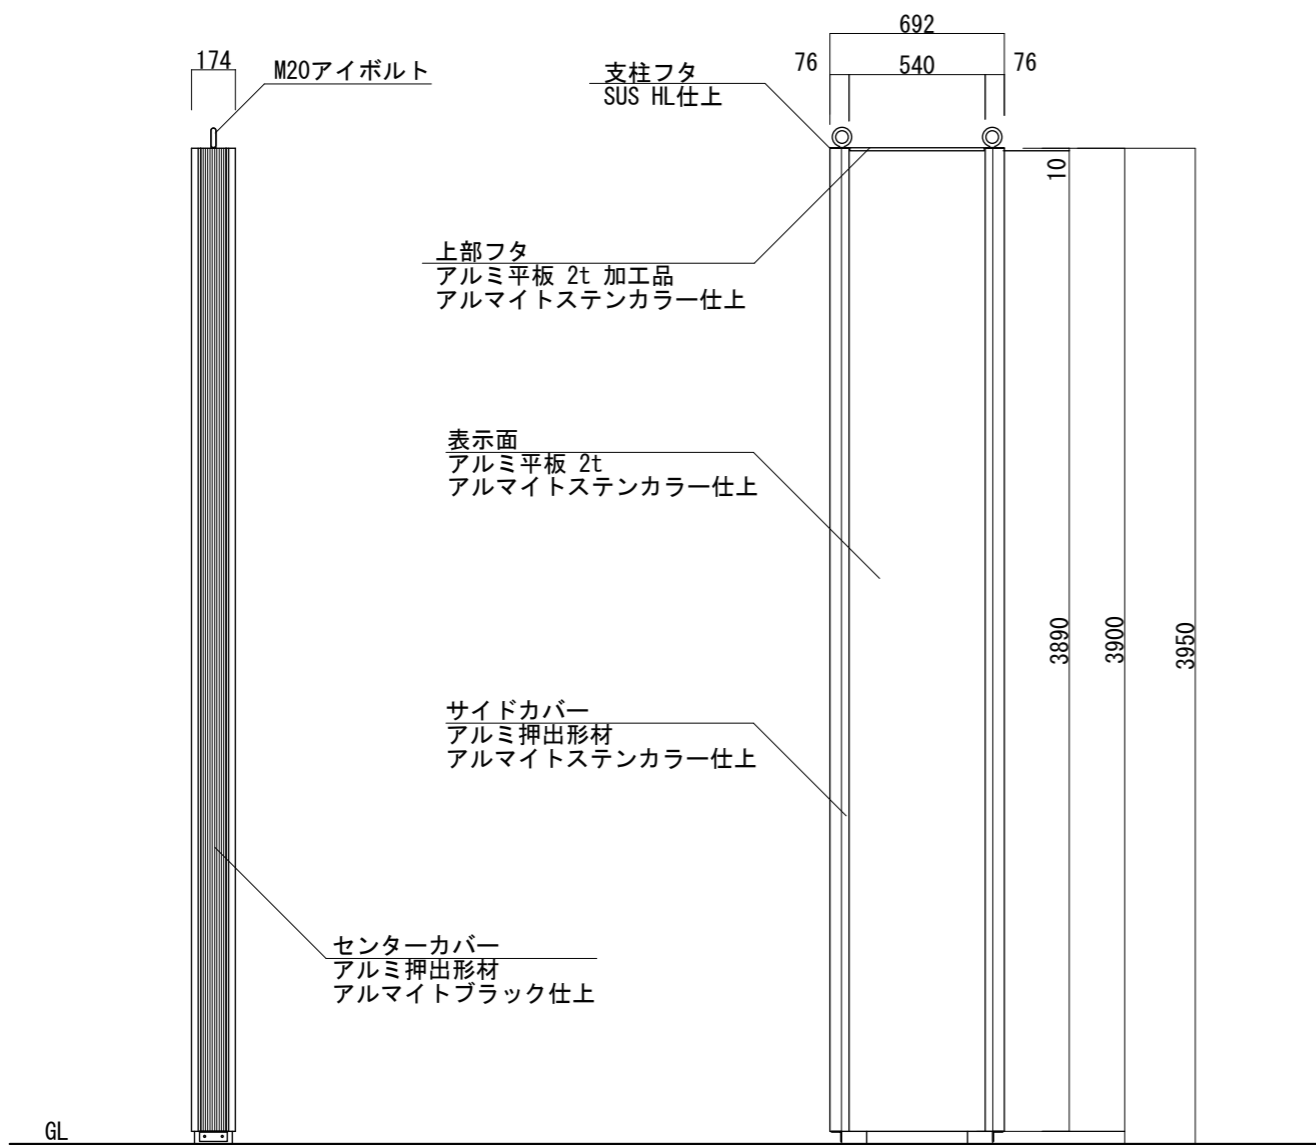 692
174
76
540
76
M20アイボルト
支柱フタ
SUS HL仕上
10
上部フタ
アルミ平板 2t 加工品
アルマイトステンカラー仕上
表示面
アルミ平板 2t
アルマイトステンカラー仕上
3890
3900
3950
サイドカバー
アルミ押出形材
アルマイトステンカラー仕上
センターカバー
アルミ押出形材
アルマイトブラック仕上
GL